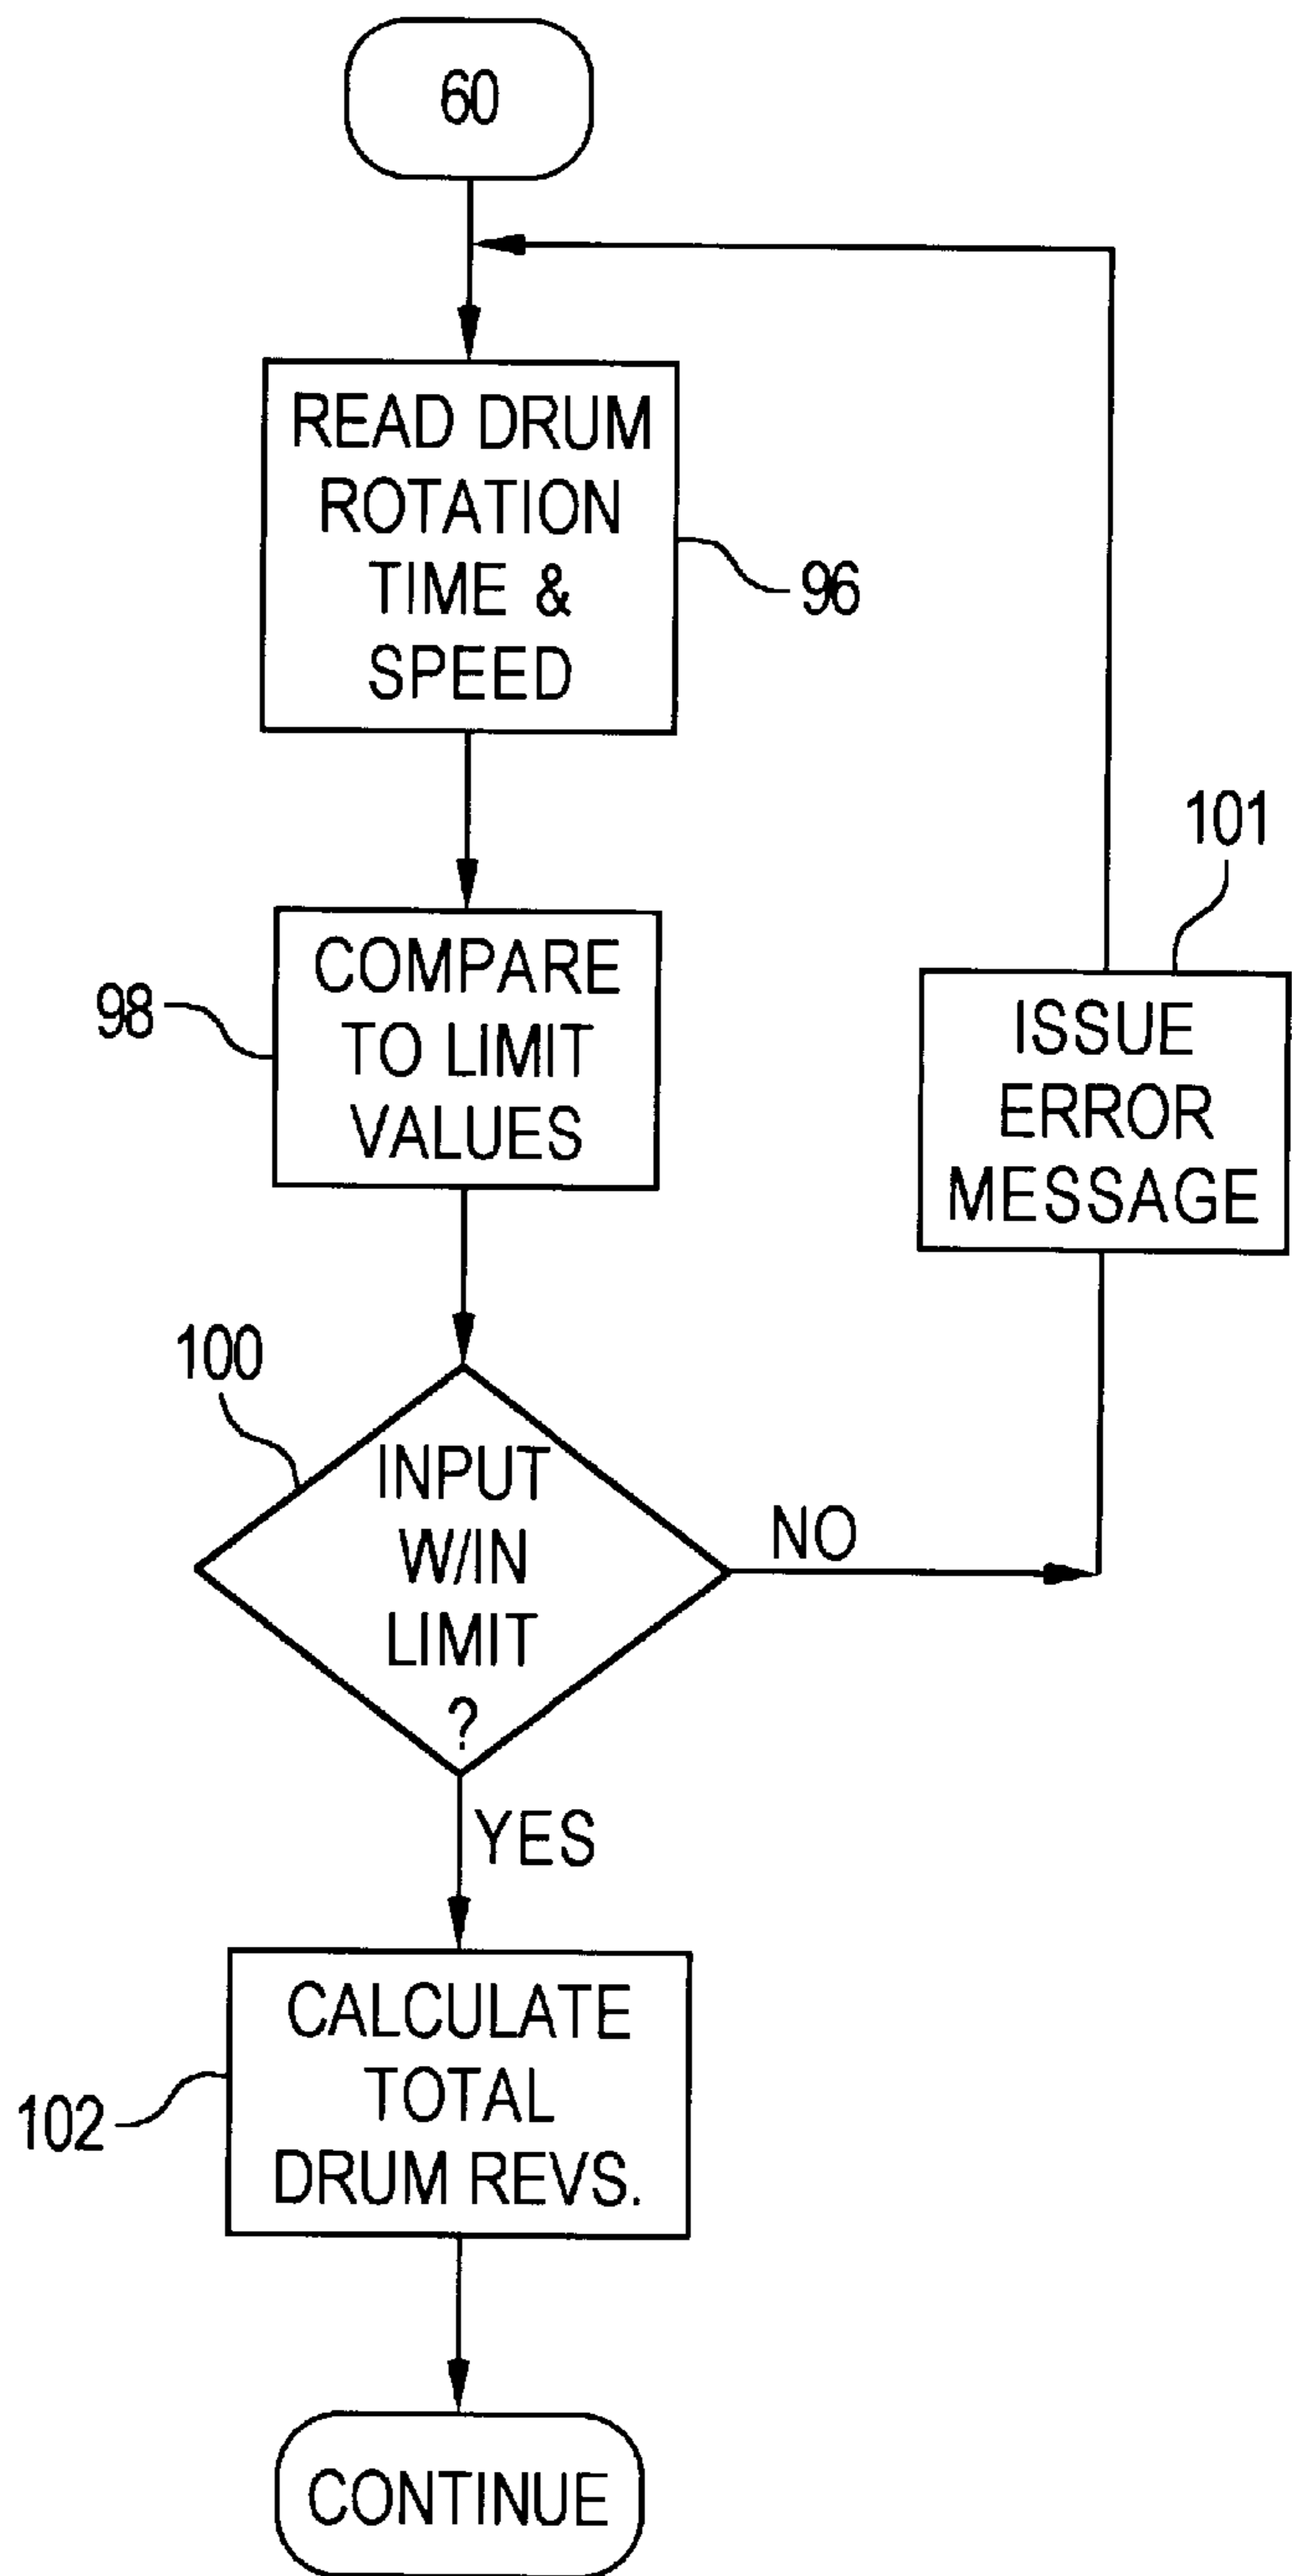 60
READ DRUM
ROTATION
TIME &
SPEED
96
COMPARE
TO LIMIT
VALUES
98
101
ISSUE
ERROR
MESSAGE
100
INPUT
W/IN
LIMIT
?
NO
YES
CALCULATE
TOTAL
DRUM REVS.
102
CONTINUE